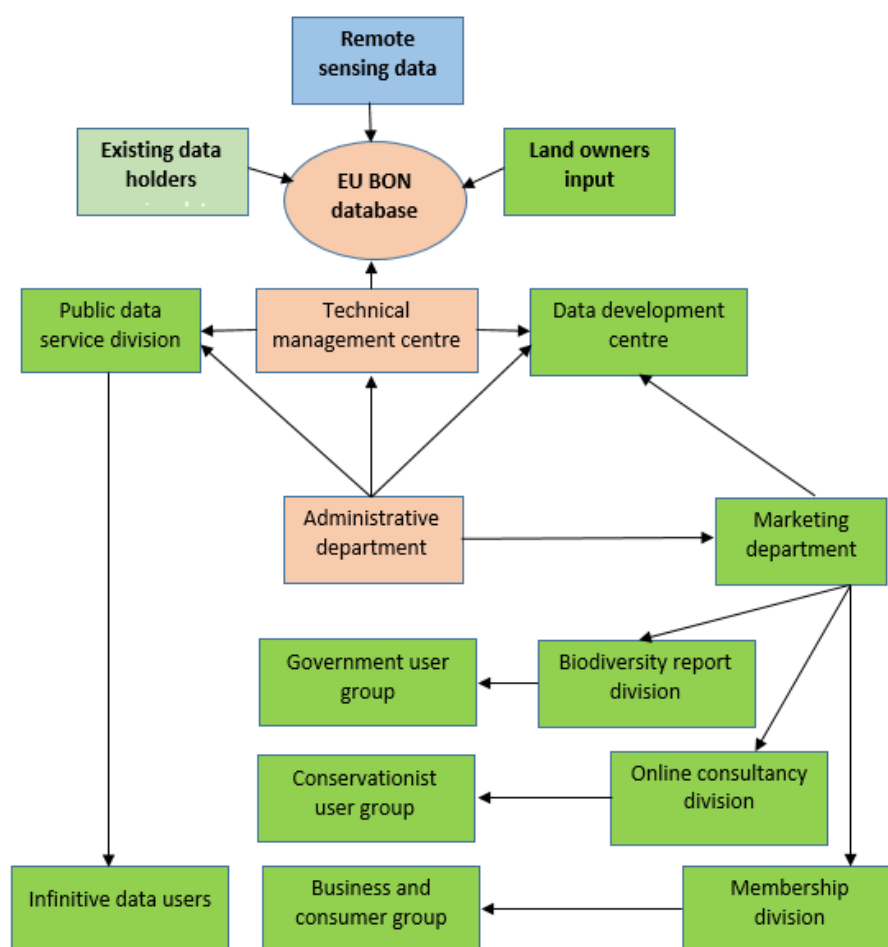 Remote
sensing data
Existing data
holders
EU BON
database
Land owners
input
Public data
service division
Technical
management centre
Data development
centre
Administrative
department
Marketing
department
Government user
group
Biodiversity report
division
Conservationist
user group
Online consultancy
division
Infinitive data users
Business and
consumer group
Membership
division